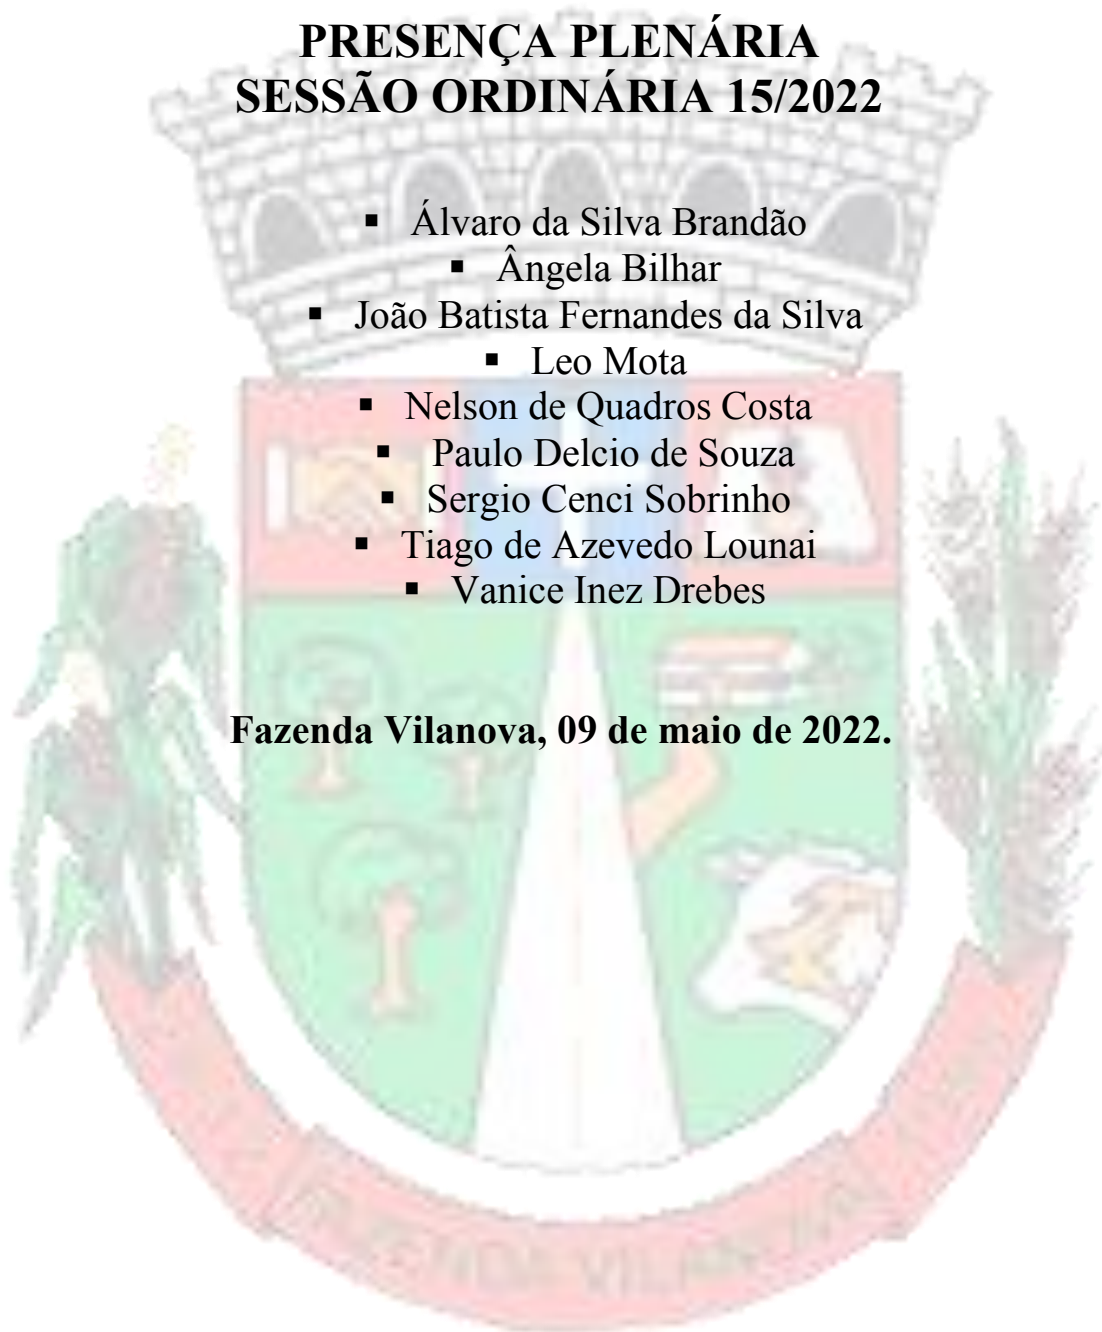 PRESENÇA PLENÁRIA
SESSÃO ORDINÁRIA 15/2022
▪ Álvaro da Silva Brandão
▪ Ângela Bilhar
▪ João Batista Fernandes da Silva
▪ Leo Mota
▪ Nelson de Quadros Costa
▪ Paulo Delcio de Souza
▪ Sergio Cenci Sobrinho
▪ Tiago de Azevedo Lounai
▪ Vanice Inez Drebes
Fazenda Vilanova, 09 de maio de 2022.
FAZENDA VILANOVA